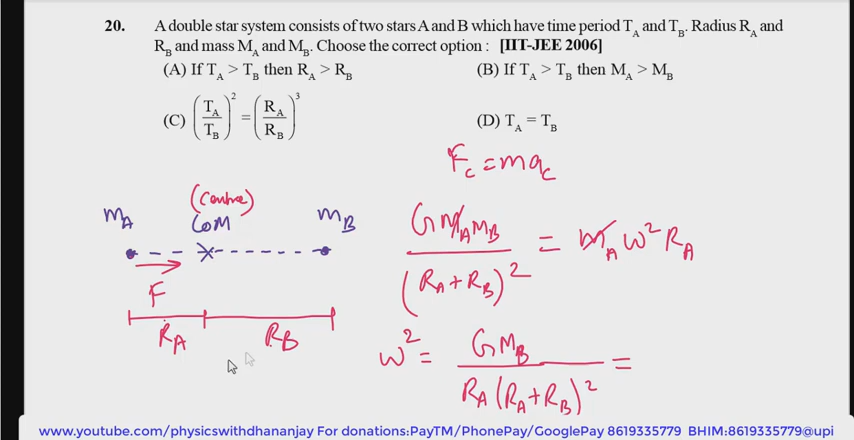 20. A double star system consists of two stars A and B which have time period T_A and T_B. Radius R_A and
R_B and mass M_A and M_B. Choose the correct option : [IIT-JEE 2006]
(A) If T_A > T_B then R_A > R_B (B) If T_A > T_B then M_A > M_B
(C) (T_A/T_B)^2 = (R_A/R_B)^3 (D) T_A = T_B
F_c = ma_c
(Centre)
m_A COM m_B
F
R_A R_B
GM_A M_B/(R_A+R_B)^2 = m_A ω^2 R_A
ω^2 = GM_B/R_A(R_A+R_B)^2 =
www.youtube.com/physicswithdhananjay For donations:PayTM/PhonePay/GooglePay 8619335779 BHIM:8619335779@upi